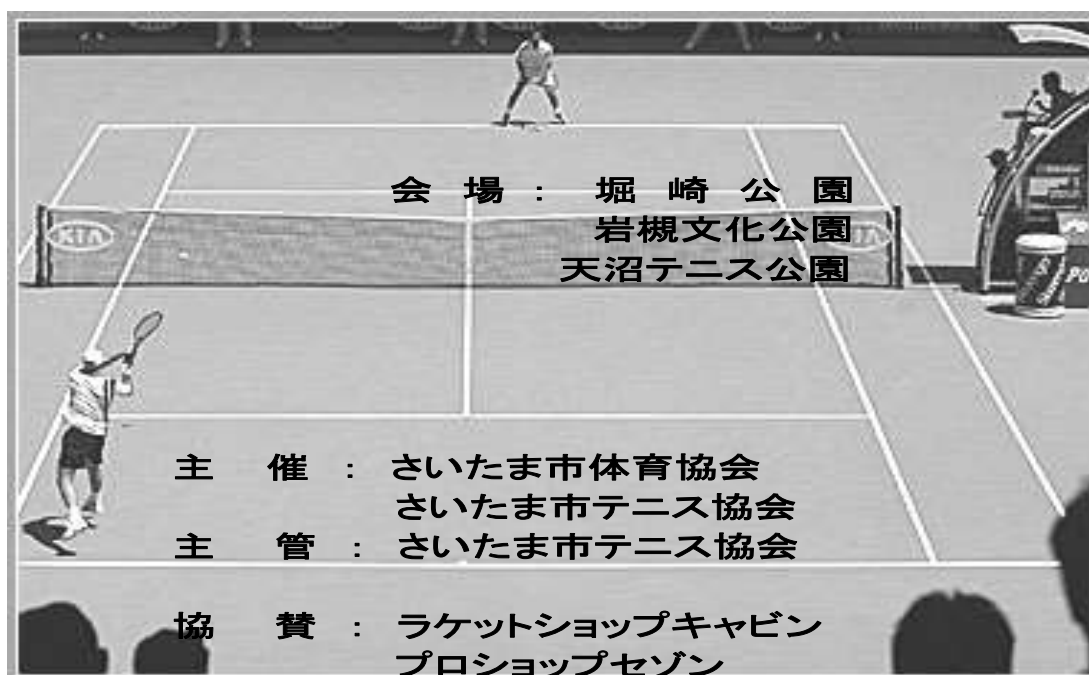 会 場 : 堀 崎 公 園
岩槻文化公園
KIA
天沼テニス公園
主 催 : さいたま市体育協会
さいたま市テニス協会
主 管 : さいたま市テニス協会
協 賛 : ラケットショップキャビン
プロショップセゾン